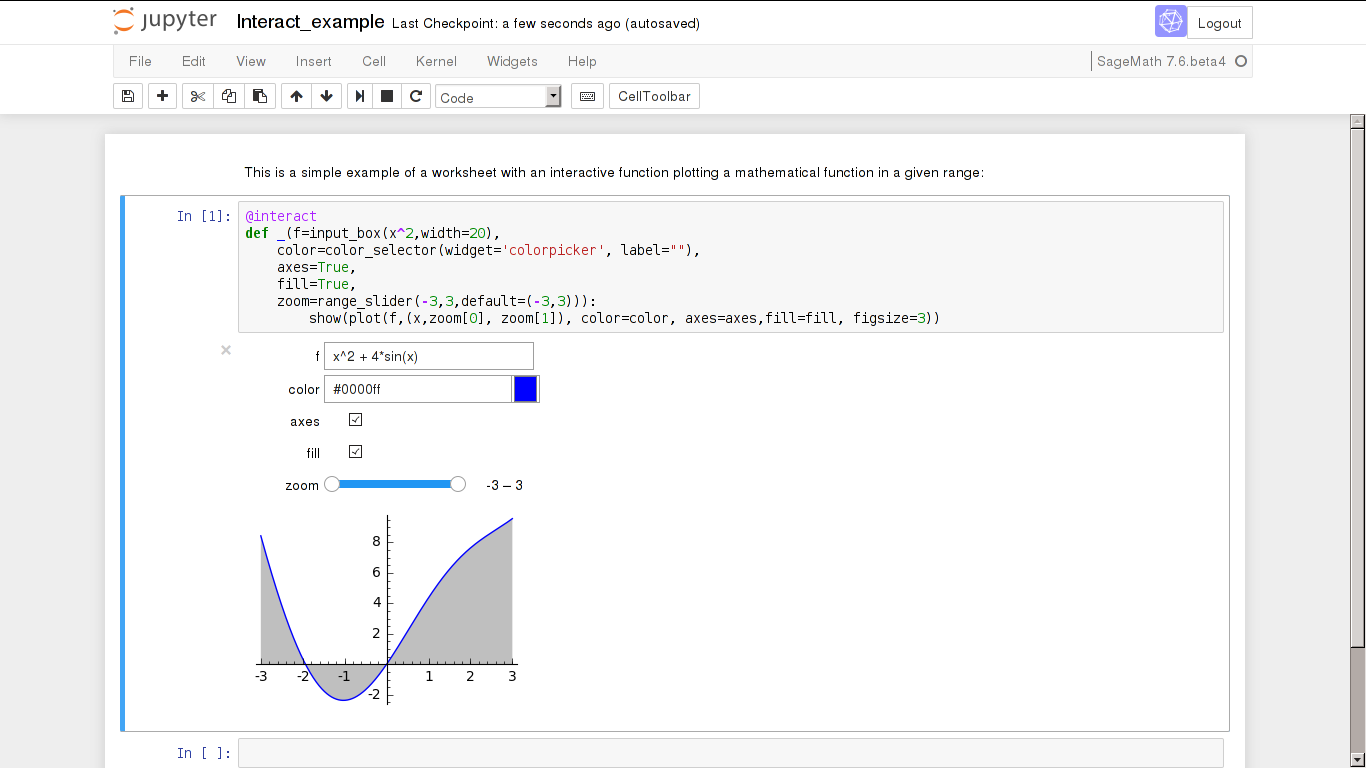 jupyter Interact_example Last Checkpoint: a few seconds ago (autosaved)
Logout
File Edit View Insert Cell Kernel Widgets Help
SageMath 7.6.beta4
Code
CellToolbar
This is a simple example of a worksheet with an interactive function plotting a mathematical function in a given range:
In [1]:
@interact
def _(f=input_box(x^2,width=20),
    color=color_selector(widget='colorpicker', label=""),
    axes=True,
    fill=True,
    zoom=range_slider(-3,3,default=(-3,3))):
        show(plot(f,(x,zoom[0], zoom[1]), color=color, axes=axes,fill=fill, figsize=3))
f x^2 + 4*sin(x)
color #0000ff
axes
fill
zoom -3 – 3
8
6
4
2
-3 -2 -1 1 2 3
-2
In [ ]: